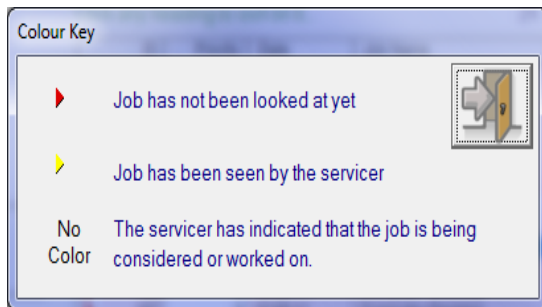 Colour Key
Job has not been looked at yet
Job has been seen by the servicer
No
Color
The servicer has indicated that the job is being
considered or worked on.